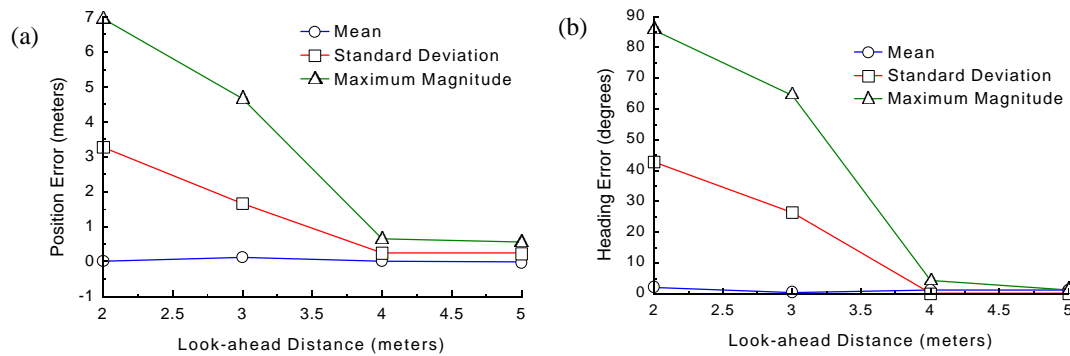 (a)
7
6
5
4
3
2
1
0
-1
Position Error (meters)
Mean
Standard Deviation
Maximum Magnitude
2 2.5 3 3.5 4 4.5 5
Look-ahead Distance (meters)
(b)
90
80
70
60
50
40
30
20
10
0
Heading Error (degrees)
Mean
Standard Deviation
Maximum Magnitude
2 2.5 3 3.5 4 4.5 5
Look-ahead Distance (meters)